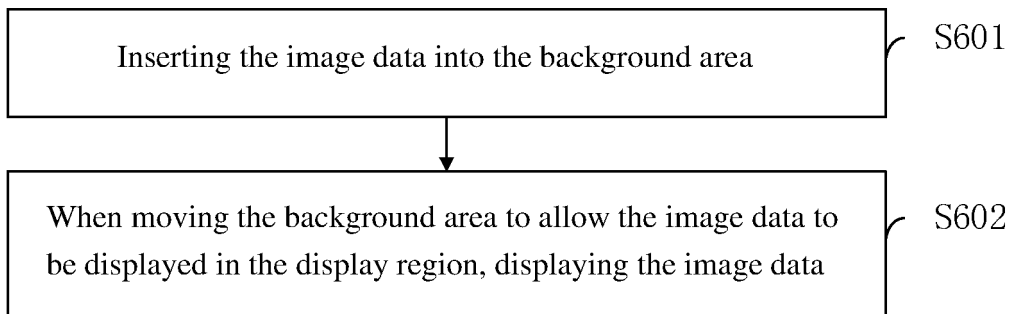 Inserting the image data into the background area
S601
When moving the background area to allow the image data to
be displayed in the display region, displaying the image data
S602